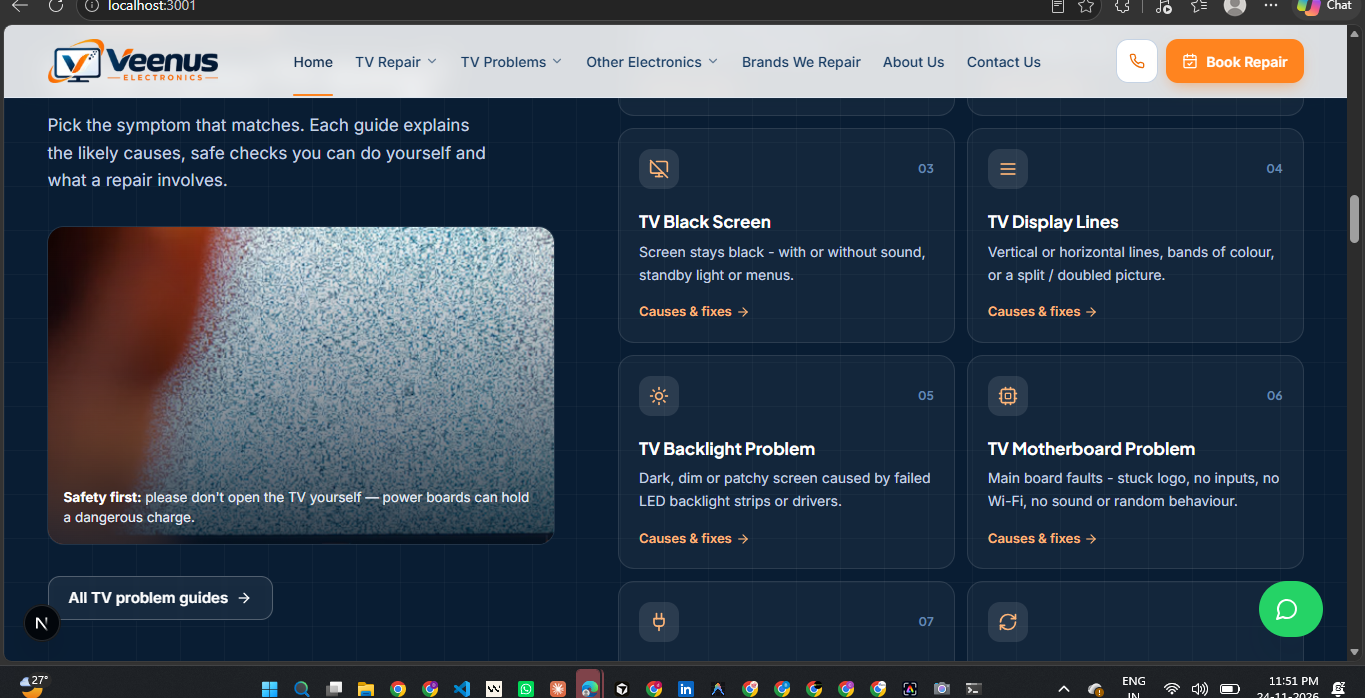 localhost:3001
Chat
Veenus
ELECTRONICS
Home
TV Repair
TV Problems
Other Electronics
Brands We Repair
About Us
Contact Us
Book Repair
Pick the symptom that matches. Each guide explains
the likely causes, safe checks you can do yourself and
what a repair involves.
Safety first: please don't open the TV yourself — power boards can hold
a dangerous charge.
All TV problem guides →
N
03
TV Black Screen
Screen stays black - with or without sound,
standby light or menus.
Causes & fixes →
04
TV Display Lines
Vertical or horizontal lines, bands of colour,
or a split / doubled picture.
Causes & fixes →
05
TV Backlight Problem
Dark, dim or patchy screen caused by failed
LED backlight strips or drivers.
Causes & fixes →
06
TV Motherboard Problem
Main board faults - stuck logo, no inputs, no
Wi-Fi, no sound or random behaviour.
Causes & fixes →
07
27°
ENG
IN
11:51 PM
24-11-2026